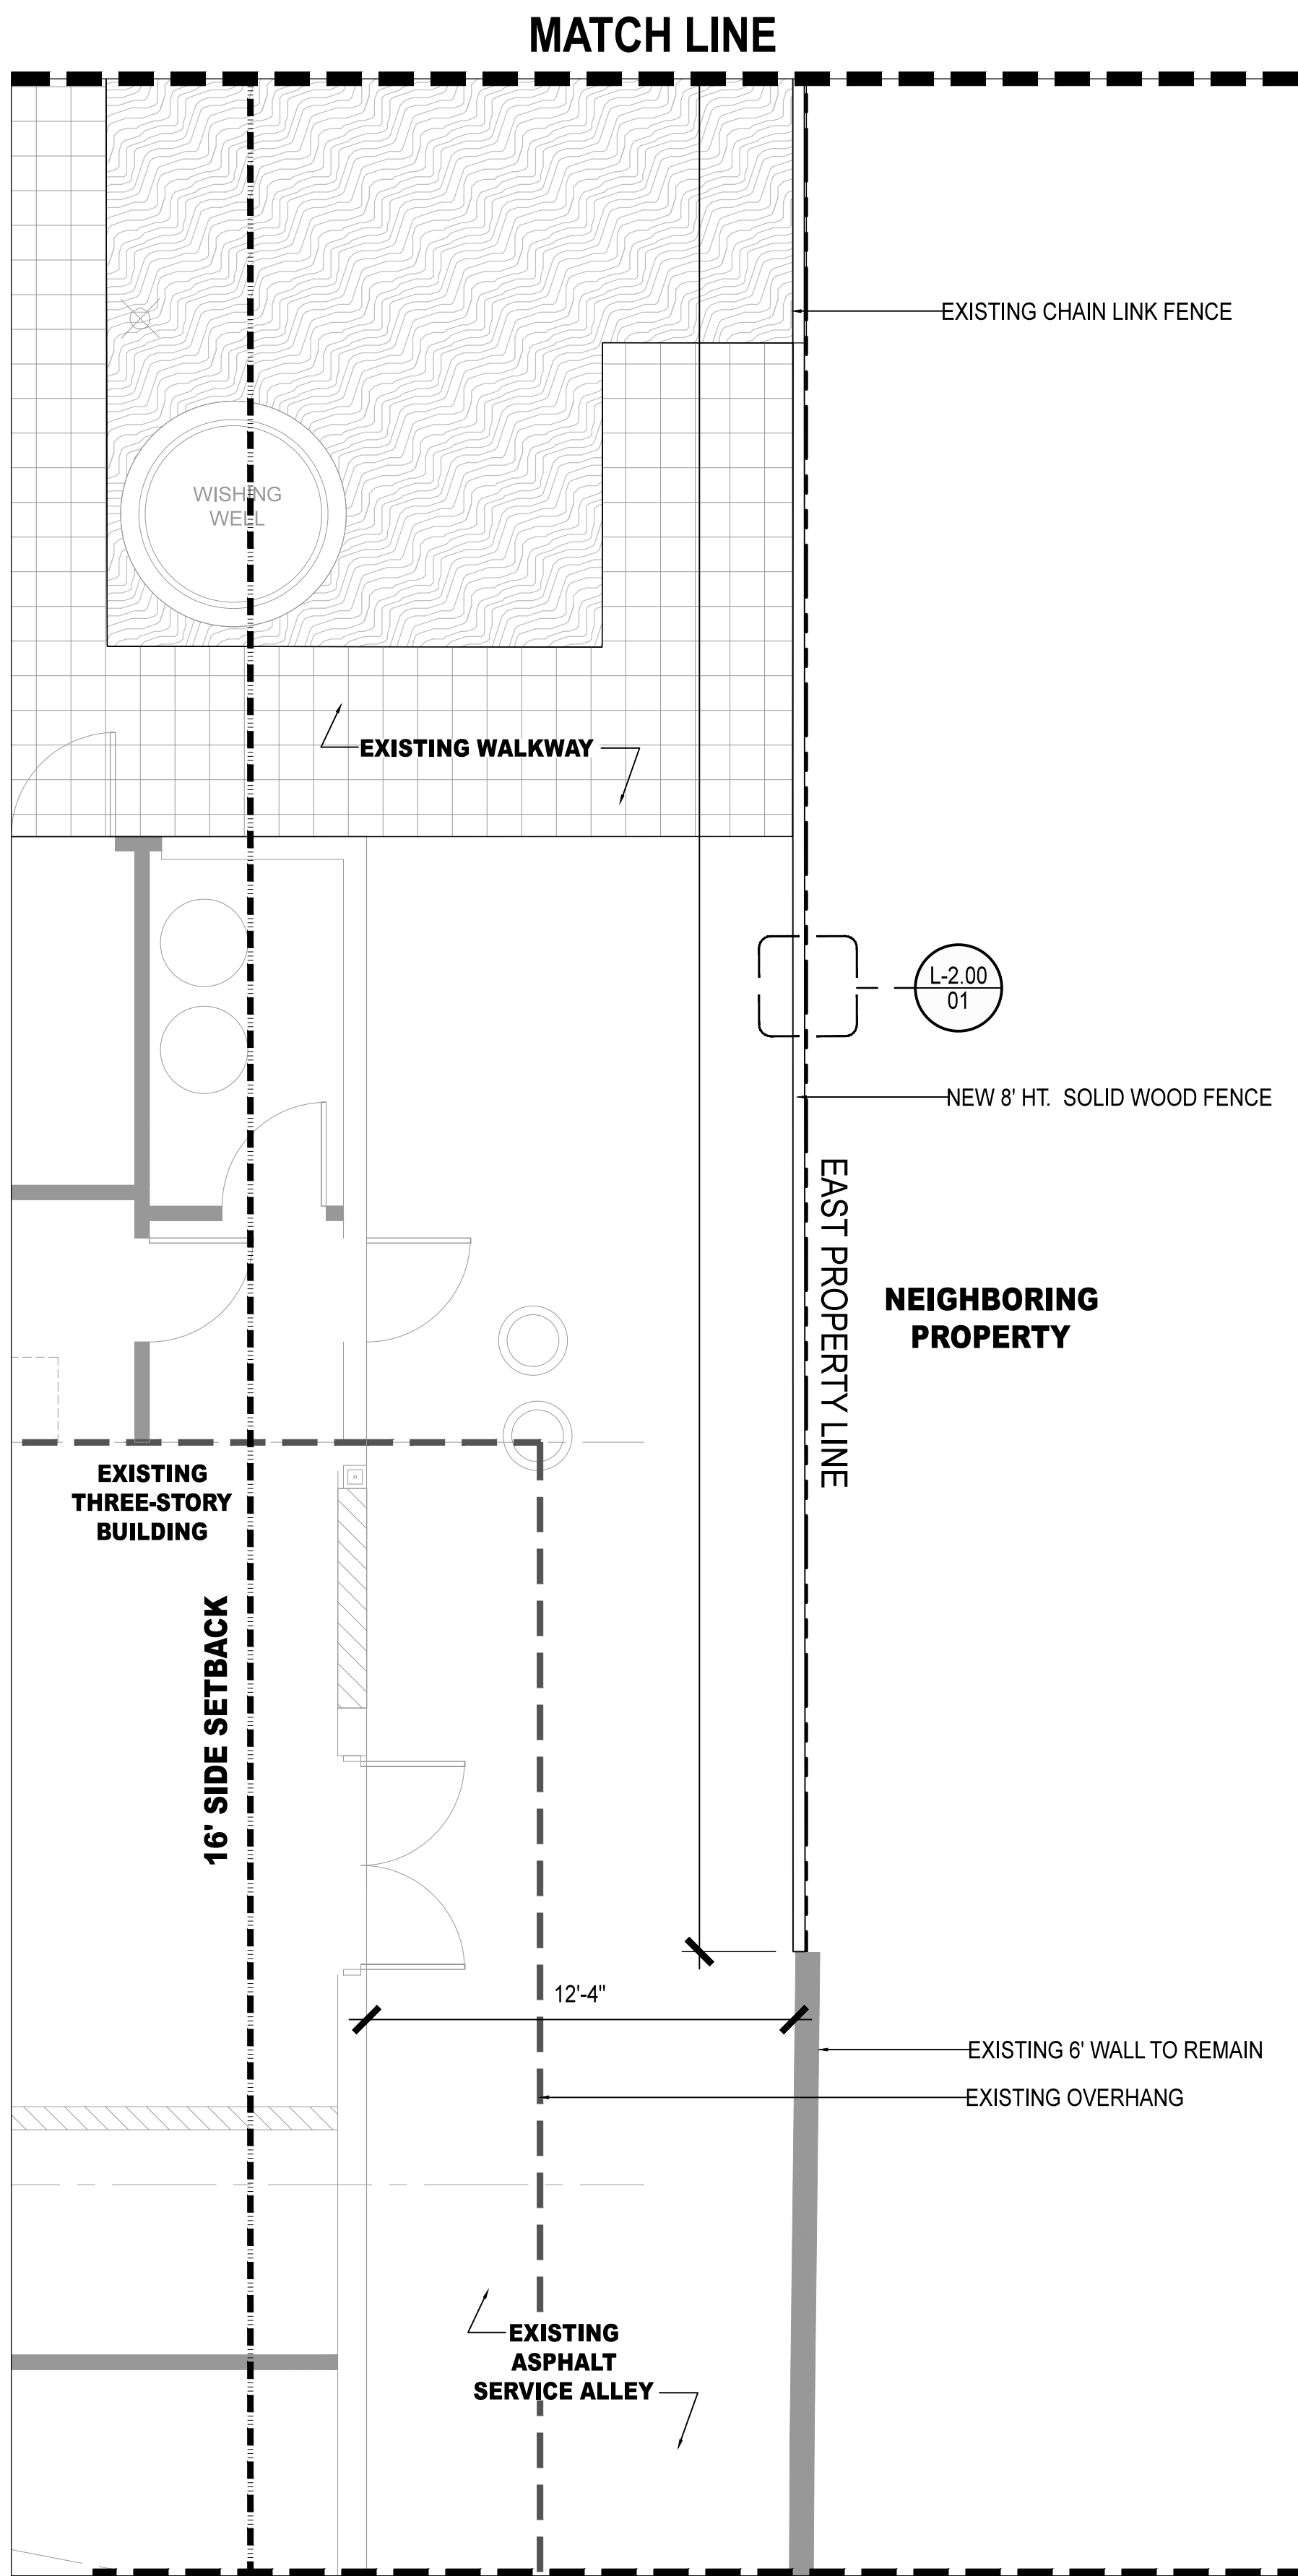 MATCH LINE
EXISTING CHAIN LINK FENCE
WISHING
WELL
EXISTING WALKWAY
L-2.00
01
NEW 8' HT. SOLID WOOD FENCE
EAST PROPERTY LINE
NEIGHBORING
PROPERTY
EXISTING
THREE-STORY
BUILDING
16' SIDE SETBACK
12'-4"
EXISTING 6' WALL TO REMAIN
EXISTING OVERHANG
EXISTING
ASPHALT
SERVICE ALLEY